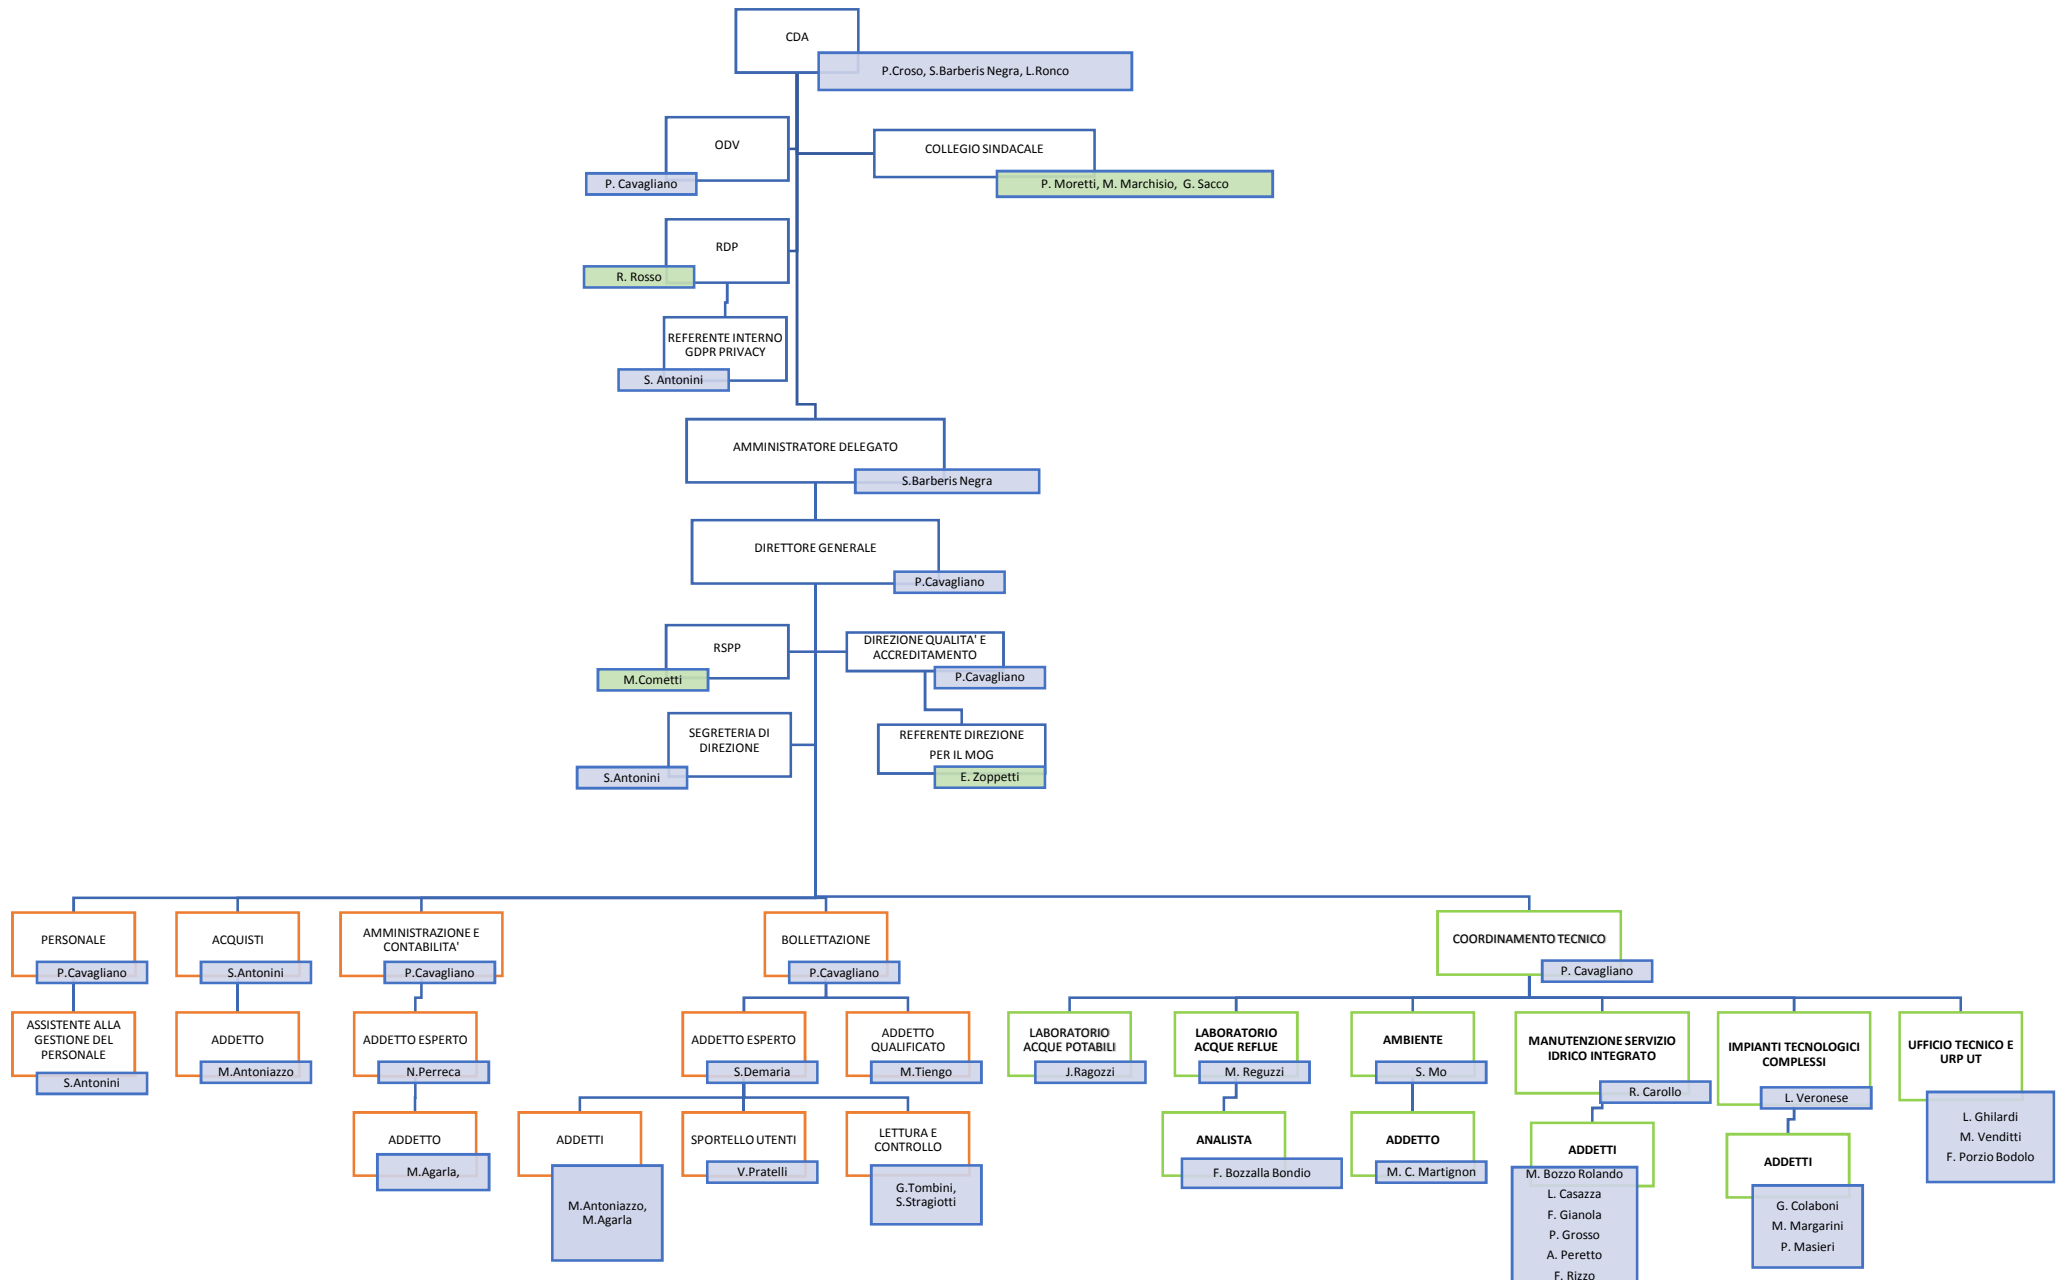 CDA
P.Croso, S.Barberis Negra, L.Ronco
ODV
P. Cavagliano
COLLEGIO SINDACALE
P. Moretti, M. Marchisio, G. Sacco
RDP
R. Rosso
REFERENTE INTERNO
GDPR PRIVACY
S. Antonini
AMMINISTRATORE DELEGATO
S.Barberis Negra
DIRETTORE GENERALE
P.Cavagliano
RSPP
M.Cometti
DIREZIONE QUALITA' E
ACCREDITAMENTO
P.Cavagliano
SEGRETERIA DI
DIREZIONE
S.Antonini
REFERENTE DIREZIONE
PER IL MOG
E. Zoppetti
PERSONALE
P.Cavagliano
ACQUISTI
S.Antonini
AMMINISTRAZIONE E
CONTABILITA'
P.Cavagliano
BOLLETTAZIONE
P.Cavagliano
COORDINAMENTO TECNICO
P. Cavagliano
ASSISTENTE ALLA
GESTIONE DEL
PERSONALE
S.Antonini
ADDETTO
M.Antoniazzo
ADDETTO ESPERTO
N.Perreca
ADDETTO ESPERTO
S.Demaria
ADDETTO
QUALIFICATO
M.Tiengo
LABORATORIO
ACQUE POTABILI
J.Ragozzi
LABORATORIO
ACQUE REFLUE
M. Reguzzi
AMBIENTE
S. Mo
MANUTENZIONE SERVIZIO
IDRICO INTEGRATO
R. Carollo
IMPIANTI TECNOLOGICI
COMPLESSI
L. Veronese
UFFICIO TECNICO E
URP UT
L. Ghilardi
M. Venditti
F. Porzio Bodolo
ADDETTO
M.Agarla,
ADDETTI
M.Antoniazzo,
M.Agarla
SPORTELLO UTENTI
V.Pratelli
LETTURA E
CONTROLLO
G.Tombini,
S.Stragiotti
ANALISTA
F. Bozzalla Bondio
ADDETTO
M. C. Martignon
ADDETTI
M. Bozzo Rolando
L. Casazza
F. Gianola
P. Grosso
A. Peretto
F. Rizzo
ADDETTI
G. Colaboni
M. Margarini
P. Masieri